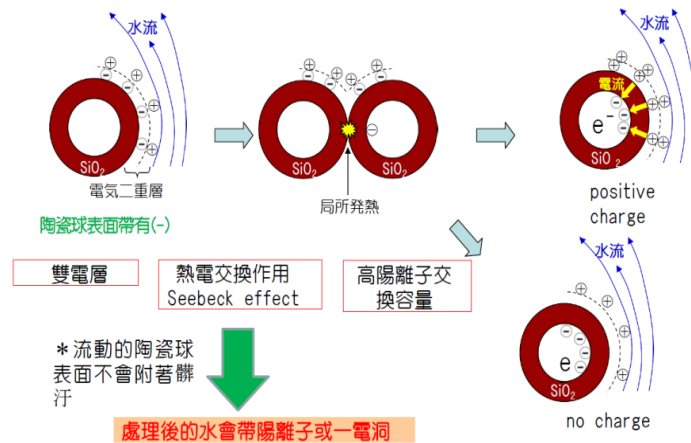 水流
SiO2
電気二重層
陶瓷球表面帶有(-)
SiO2
SiO2
局所発熱
電流
e-
SiO2
positive
charge
水流
e
SiO2
no charge
雙電層
熱電交換作用
Seebeck effect
高陽離子交
換容量
＊流動的陶瓷球
表面不會附著髒
汙
處理後的水會帶陽離子或一電洞